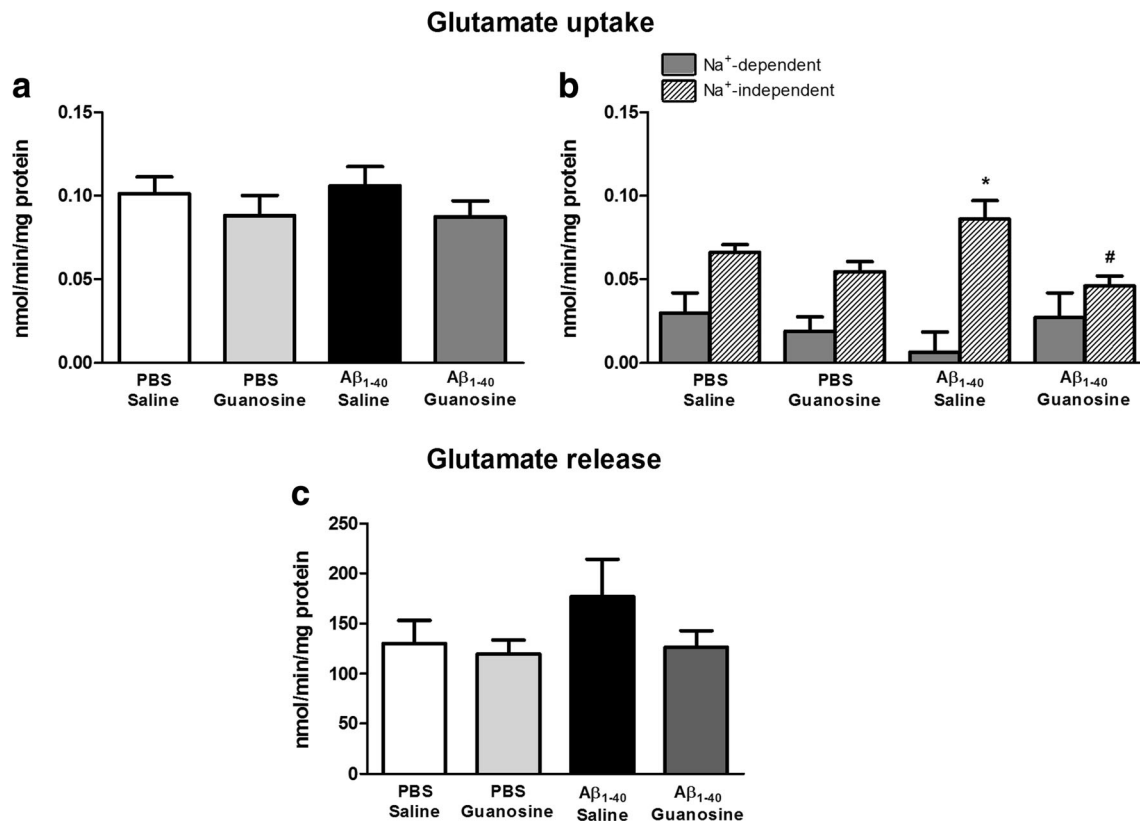 Glutamate uptake
a
nmol/min/mg protein
0.15
0.10
0.05
0.00
PBS
Saline
PBS
Guanosine
Aβ1-40
Saline
Aβ1-40
Guanosine
b
Na+-dependent
Na+-independent
nmol/min/mg protein
0.15
0.10
0.05
0.00
*
#
PBS
Saline
PBS
Guanosine
Aβ1-40
Saline
Aβ1-40
Guanosine
Glutamate release
c
nmol/min/mg protein
250
200
150
100
50
0
PBS
Saline
PBS
Guanosine
Aβ1-40
Saline
Aβ1-40
Guanosine